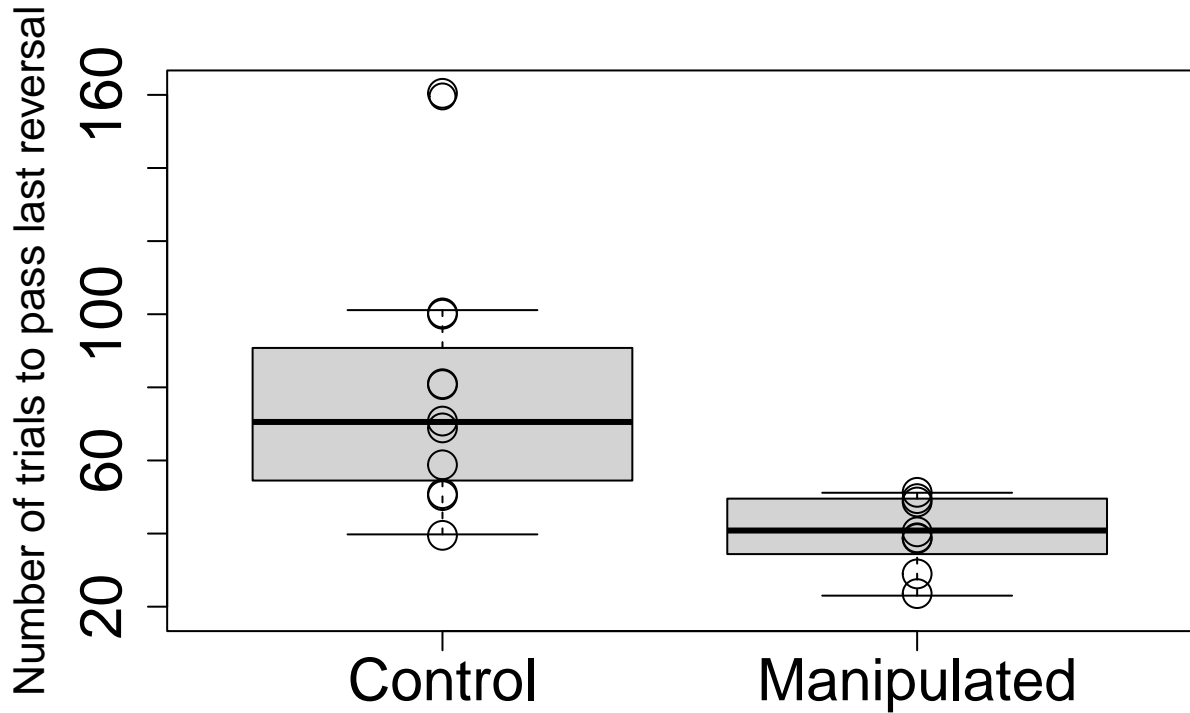 Number of trials to pass last reversal
160
100
60
20
Control
Manipulated